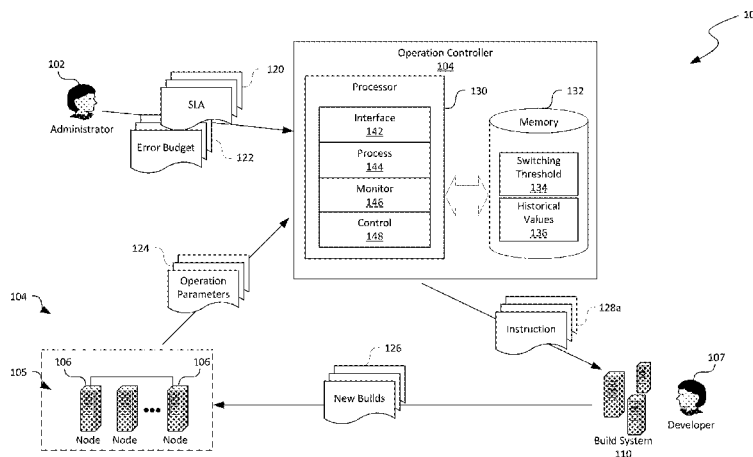 10
Operation Controller
104
102
120
Administrator
SLA
Error Budget
122
Processor
130
Interface
142
Process
144
Monitor
146
Control
148
132
Memory
Switching
Threshold
134
Historical
Values
136
124
Operation
Parameters
104
128a
Instruction
126
New Builds
106
106
105
Node
Node
Node
107
Developer
Build System
110